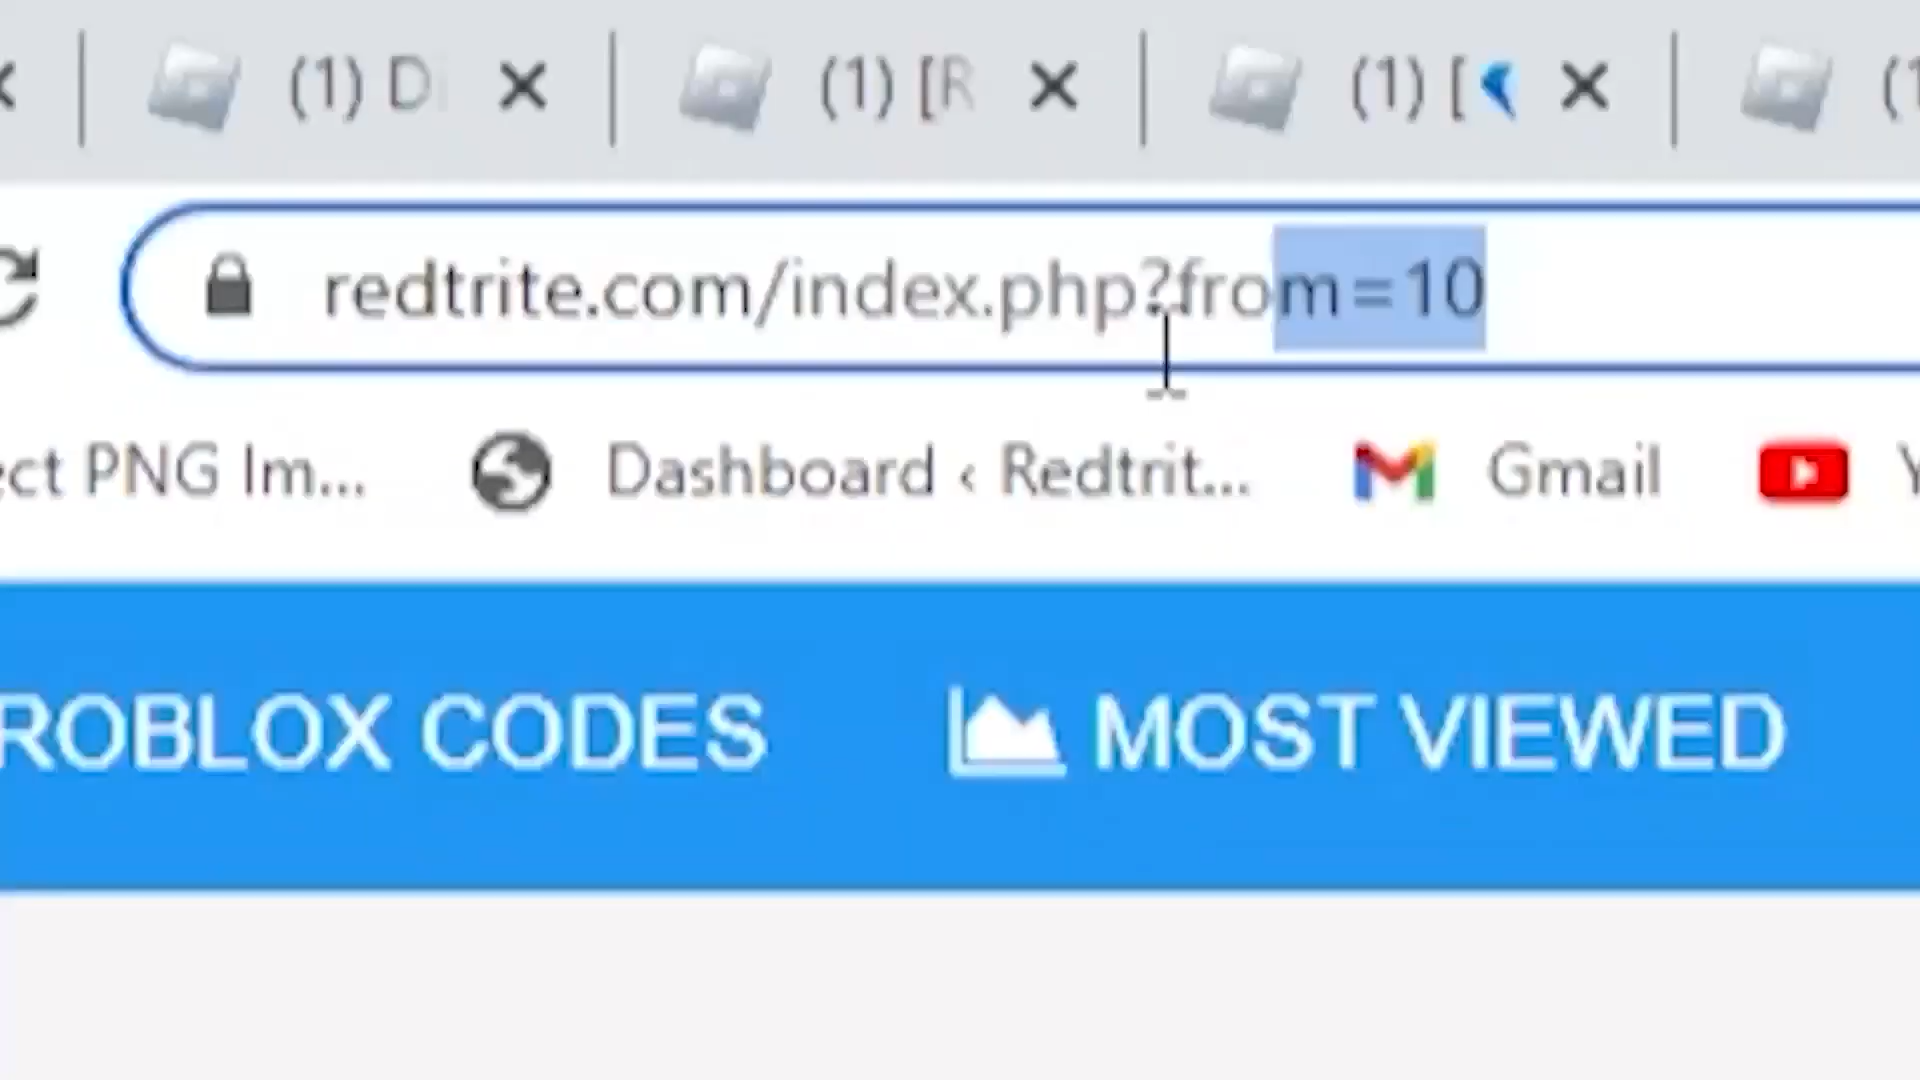 (1) D (1) [R (1) [ (1
redtrite.com/index.php?from=10
ect PNG Im... Dashboard ‹ Redtrit... Gmail Y
ROBLOX CODES MOST VIEWED